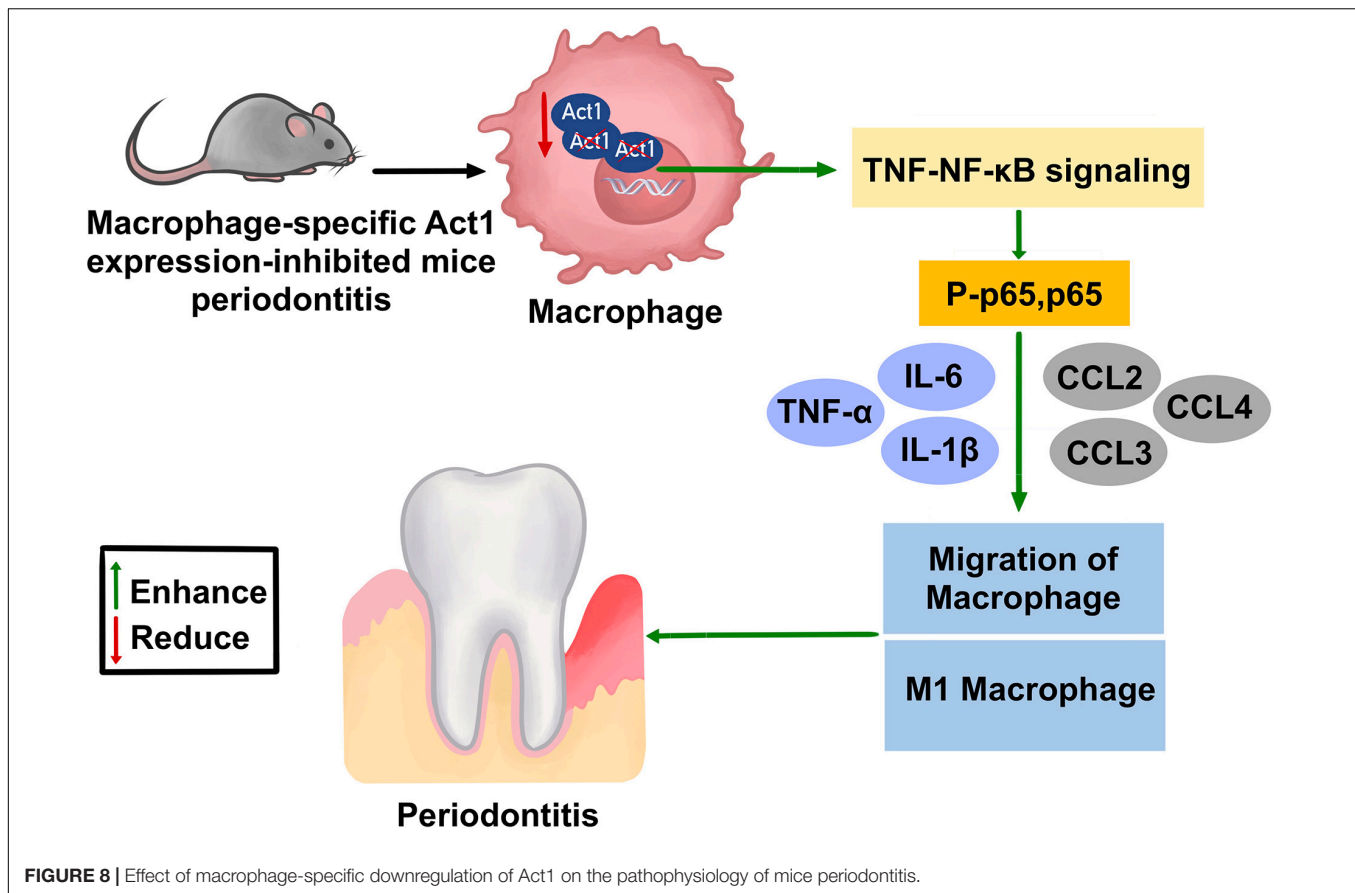 Act1
Act1
Act1
Macrophage-specific Act1
expression-inhibited mice
periodontitis
Macrophage
TNF-NF-κB signaling
P-p65,p65
IL-6
TNF-α
IL-1β
CCL2
CCL4
CCL3
Migration of
Macrophage
M1 Macrophage
Enhance
Reduce
Periodontitis
FIGURE 8 | Effect of macrophage-specific downregulation of Act1 on the pathophysiology of mice periodontitis.